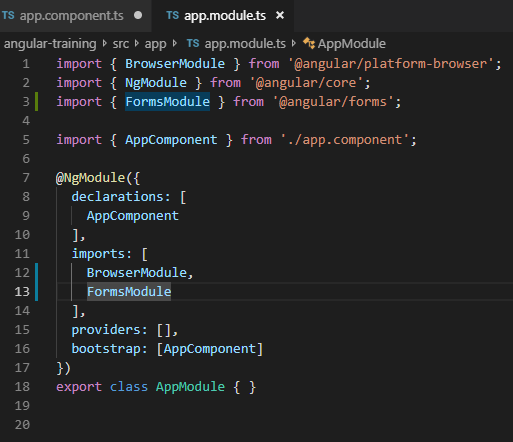 TS app.component.ts ● TS app.module.ts ×
angular-training > src > app > TS app.module.ts > AppModule
1 import { BrowserModule } from '@angular/platform-browser';
2 import { NgModule } from '@angular/core';
3 import { FormsModule } from '@angular/forms';
4
5 import { AppComponent } from './app.component';
6
7 @NgModule({
8   declarations: [
9     AppComponent
10   ],
11   imports: [
12     BrowserModule,
13     FormsModule
14   ],
15   providers: [],
16   bootstrap: [AppComponent]
17 })
18 export class AppModule { }
19
20